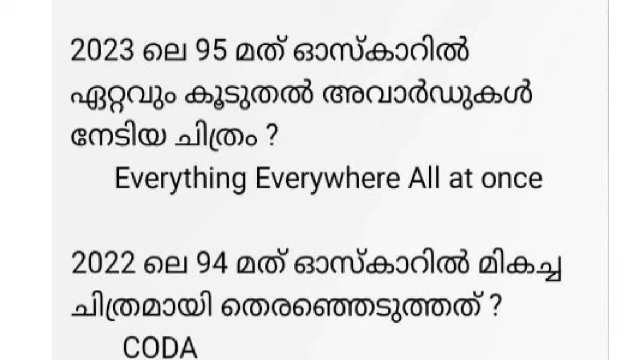 2023 ലെ 95 മത് ഓസ്കാറിൽ
ഏറ്റവും കൂടുതൽ അവാർഡുകൾ
നേടിയ ചിത്രം ?
Everything Everywhere All at once
2022 ലെ 94 മത് ഓസ്കാറിൽ മികച്ച
ചിത്രമായി തെരഞ്ഞെടുത്തത് ?
CODA